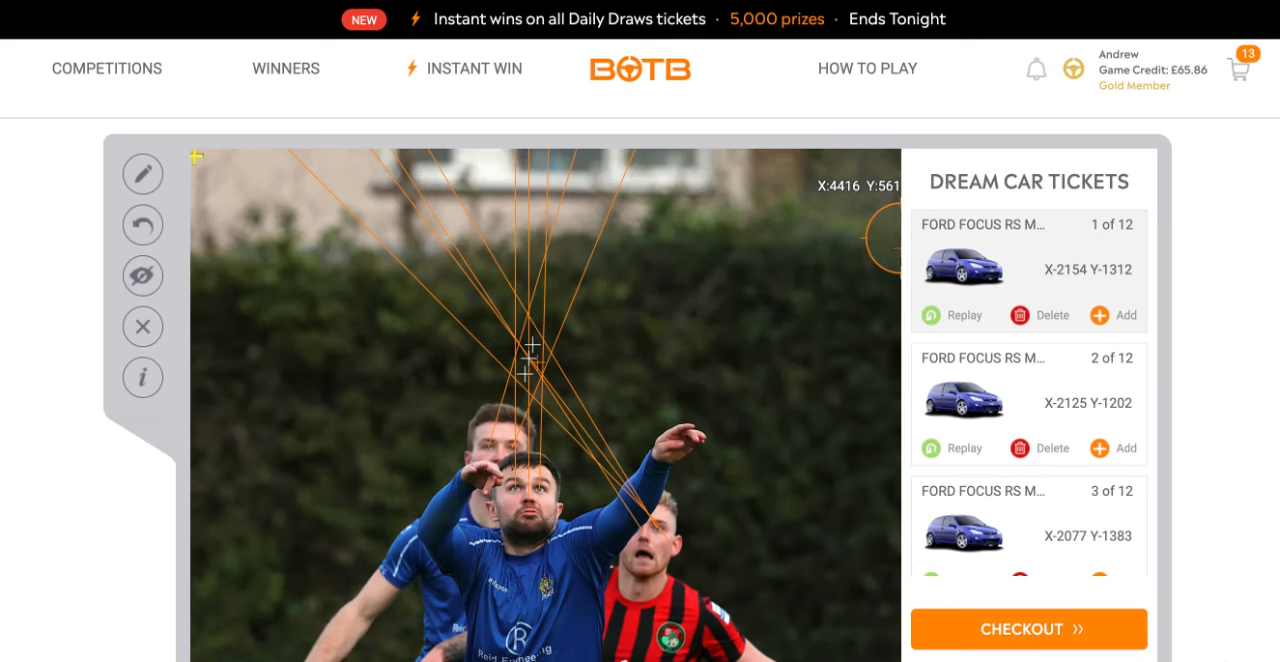 NEW
Instant wins on all Daily Draws tickets · 5,000 prizes · Ends Tonight
COMPETITIONS
WINNERS
INSTANT WIN
BOTB
HOW TO PLAY
Andrew
Game Credit: £65.86
Gold Member
13
X:4416 Y:561
DREAM CAR TICKETS
FORD FOCUS RS M... 1 of 12
X-2154 Y-1312
Replay Delete Add
FORD FOCUS RS M... 2 of 12
X-2125 Y-1202
Replay Delete Add
FORD FOCUS RS M... 3 of 12
X-2077 Y-1383
CHECKOUT »